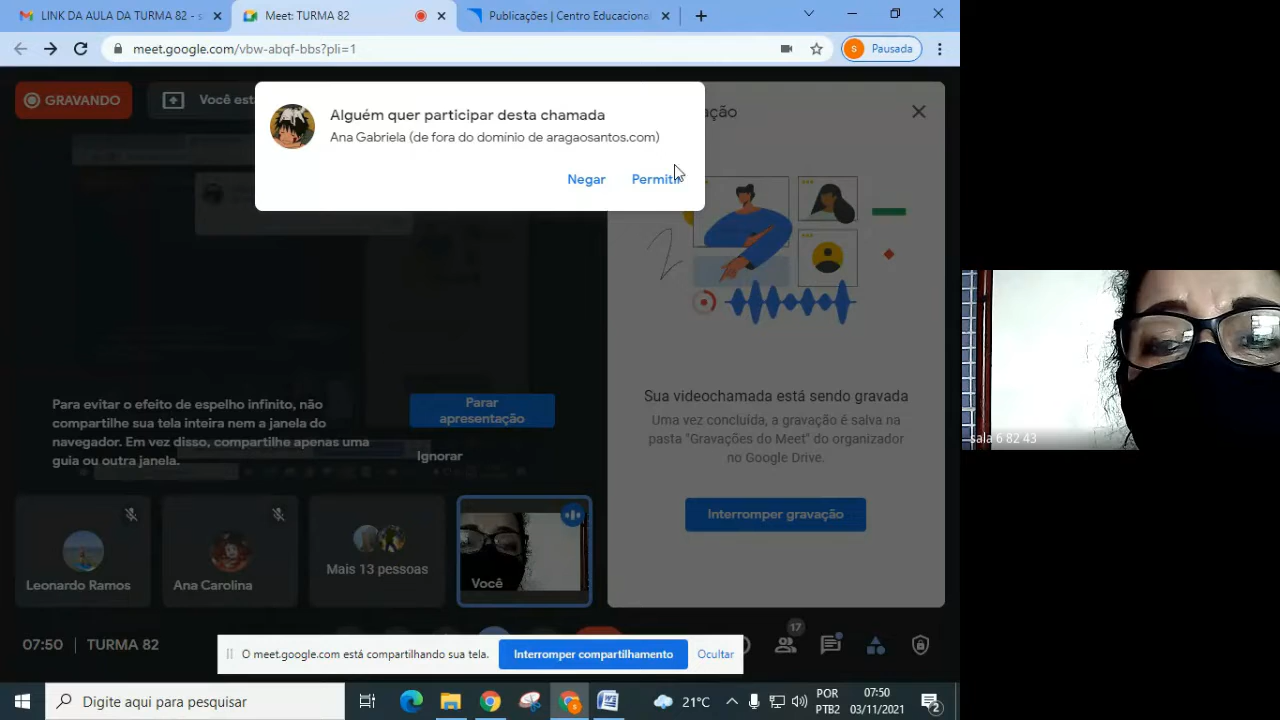 LINK DA AULA DA TURMA 82 - s
Meet: TURMA 82
Publicações | Centro Educaciona
meet.google.com/vbw-abqf-bbs?pli=1
S
Pausada
GRAVANDO
Você est
Alguém quer participar desta chamada
Ana Gabriela (de fora do domínio de aragaosantos.com)
Negar
Permitir
ação
2
Para evitar o efeito de espelho infinito, não
compartilhe sua tela inteira nem a janela do
navegador. Em vez disso, compartilhe apenas uma
guia ou outra janela.
Parar
apresentação
Ignorar
Sua videochamada está sendo gravada
Uma vez concluída, a gravação é salva na
pasta "Gravações do Meet" do organizador
no Google Drive.
Interromper gravação
Leonardo Ramos
Ana Carolina
Mais 13 pessoas
Você
sala 6 82 43
07:50 | TURMA 82
17
O meet.google.com está compartilhando sua tela.
Interromper compartilhamento
Ocultar
Digite aqui para pesquisar
21°C
POR
PTB2
07:50
03/11/2021
2